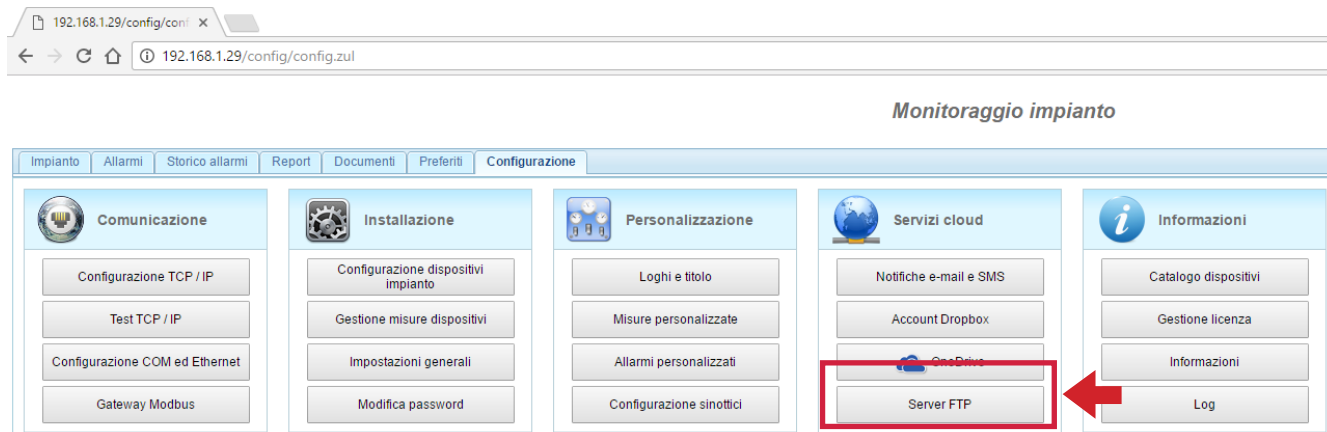 192.168.1.29/config/conf
192.168.1.29/config/config.zul
Monitoraggio impianto
Impianto Allarmi Storico allarmi Report Documenti Preferiti Configurazione
Comunicazione
Configurazione TCP / IP
Test TCP / IP
Configurazione COM ed Ethernet
Gateway Modbus
Installazione
Configurazione dispositivi
impianto
Gestione misure dispositivi
Impostazioni generali
Modifica password
Personalizzazione
Loghi e titolo
Misure personalizzate
Allarmi personalizzati
Configurazione sinottici
Servizi cloud
Notifiche e-mail e SMS
Account Dropbox
OneDrive
Server FTP
Informazioni
Catalogo dispositivi
Gestione licenza
Informazioni
Log